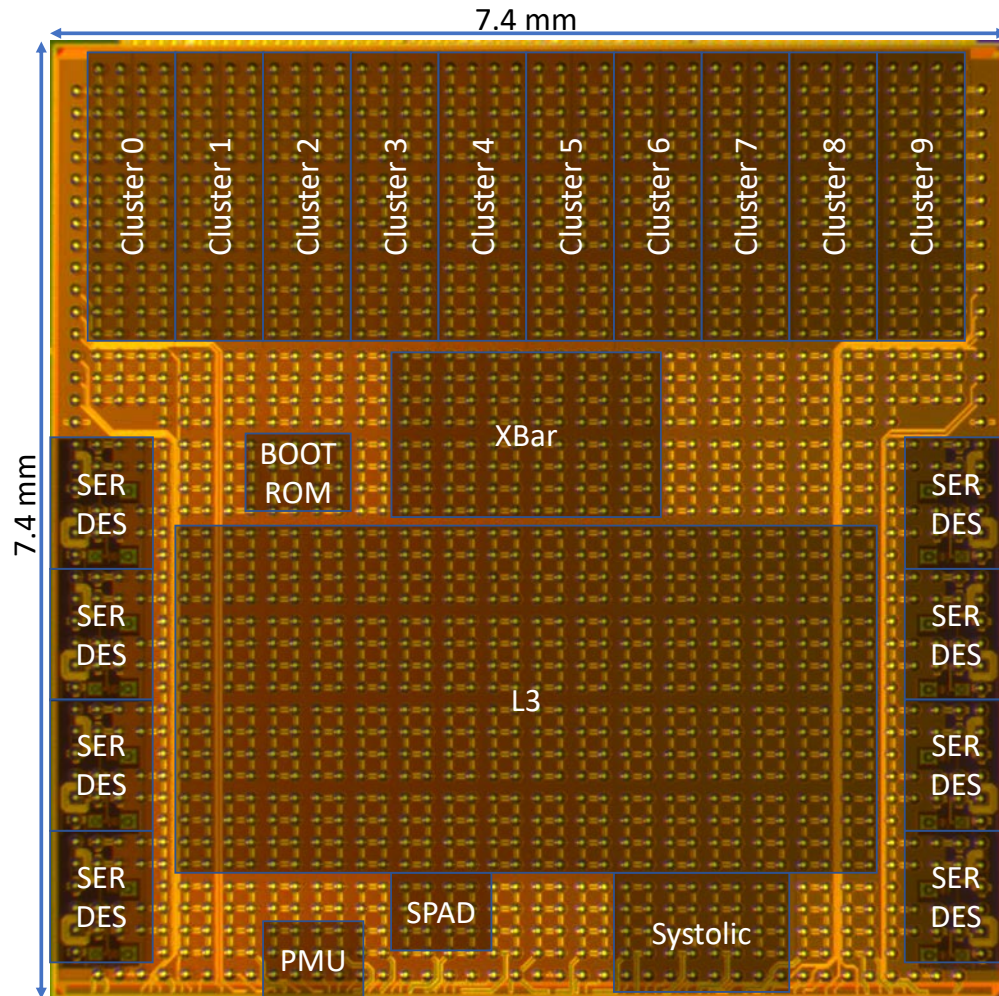 7.4 mm
7.4 mm
Cluster 0
Cluster 1
Cluster 2
Cluster 3
Cluster 4
Cluster 5
Cluster 6
Cluster 7
Cluster 8
Cluster 9
XBar
BOOT
ROM
SER
DES
SER
DES
SER
DES
SER
DES
L3
SER
DES
SER
DES
SER
DES
SER
DES
SPAD
Systolic
PMU